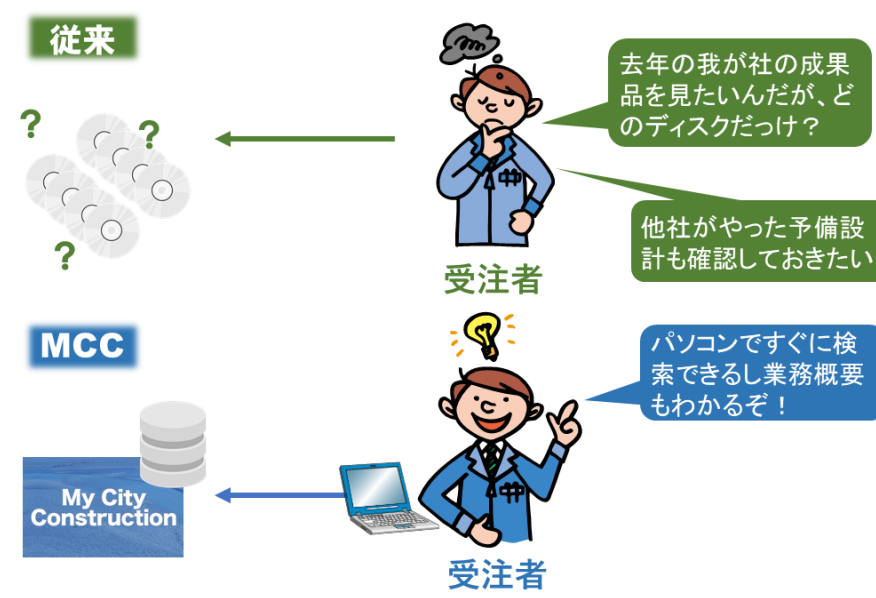 従来
去年の我が社の成果
品を見たいんだが、ど
のディスクだっけ？
?
?
?
他社がやった予備設
計も確認しておきたい
受注者
MCC
パソコンですぐに検
索できるし業務概要
もわかるぞ！
My City
Construction
受注者